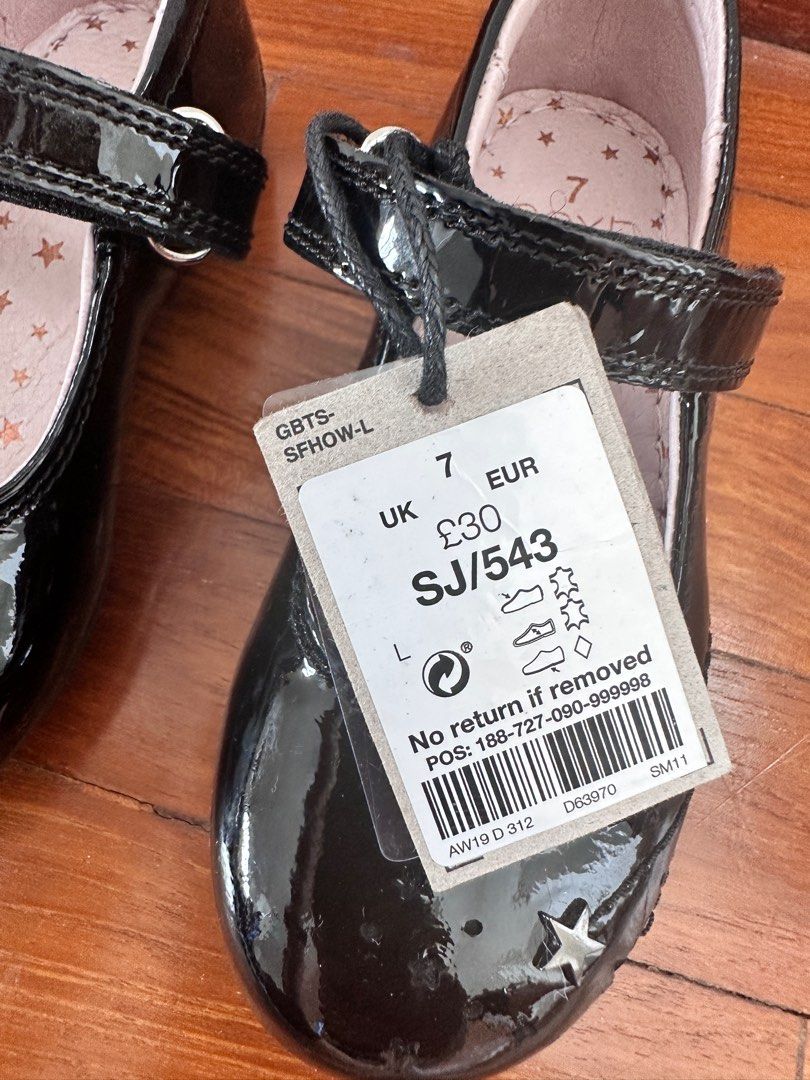 7
GBTS-
SFHOW-L
7
UK EUR
£30
SJ/543
L ®
No return if removed
POS: 188-727-090-999998
AW19 D 312 D63970 SM11